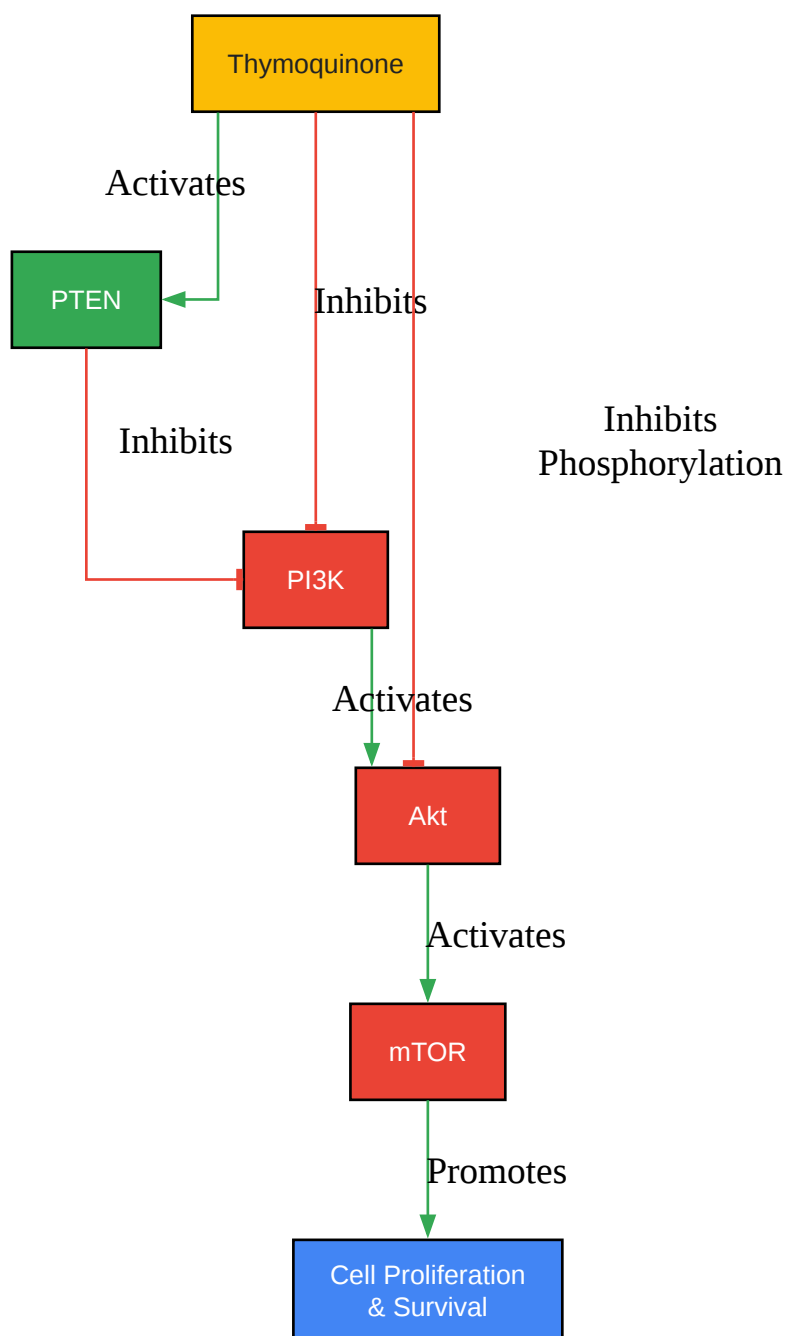 Thymoquinone
Activates
PTEN
Inhibits
Inhibits
Phosphorylation
Inhibits
PI3K
Activates
Akt
Activates
mTOR
Promotes
Cell Proliferation
& Survival